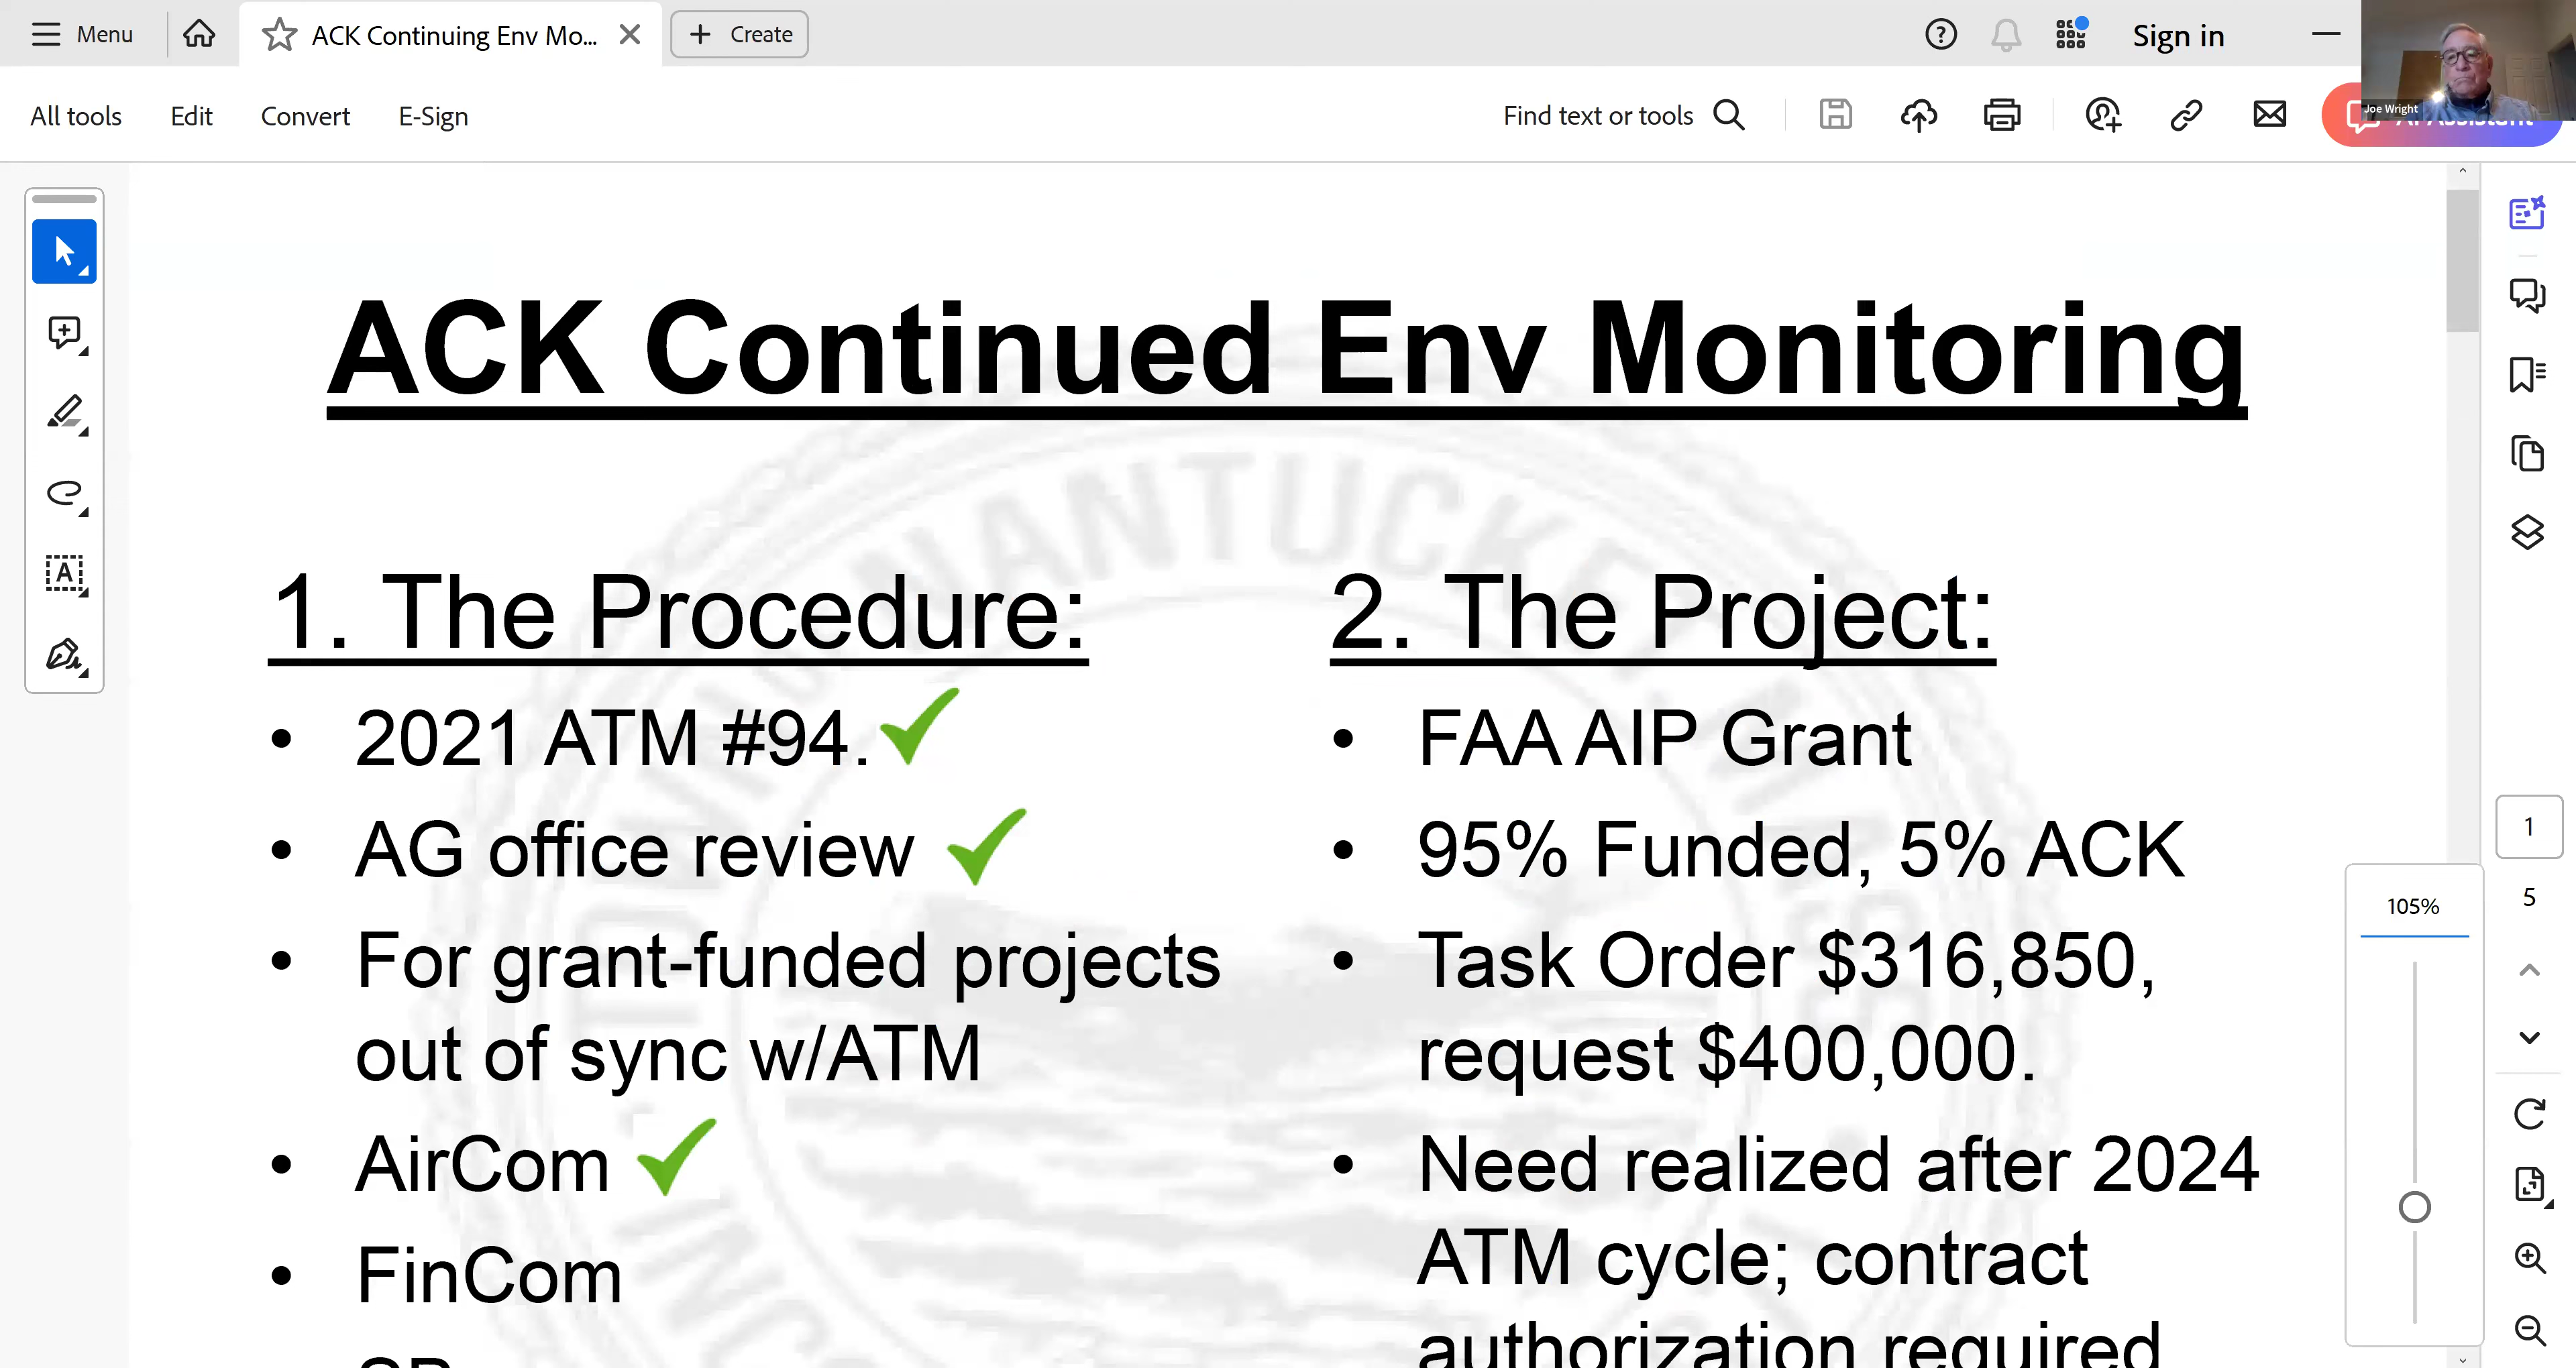 Menu
ACK Continuing Env Mo...
Create
Sign in
All tools
Edit
Convert
E-Sign
Find text or tools
Joe Wright
AI Assistant
ACK Continued Env Monitoring
NANTUCKET
1. The Procedure:
• 2021 ATM #94.
• AG office review
• For grant-funded projects
out of sync w/ATM
• AirCom
• FinCom
2. The Project:
• FAA AIP Grant
• 95% Funded, 5% ACK
• Task Order $316,850,
request $400,000.
• Need realized after 2024
ATM cycle; contract
authorization required
1
5
105%